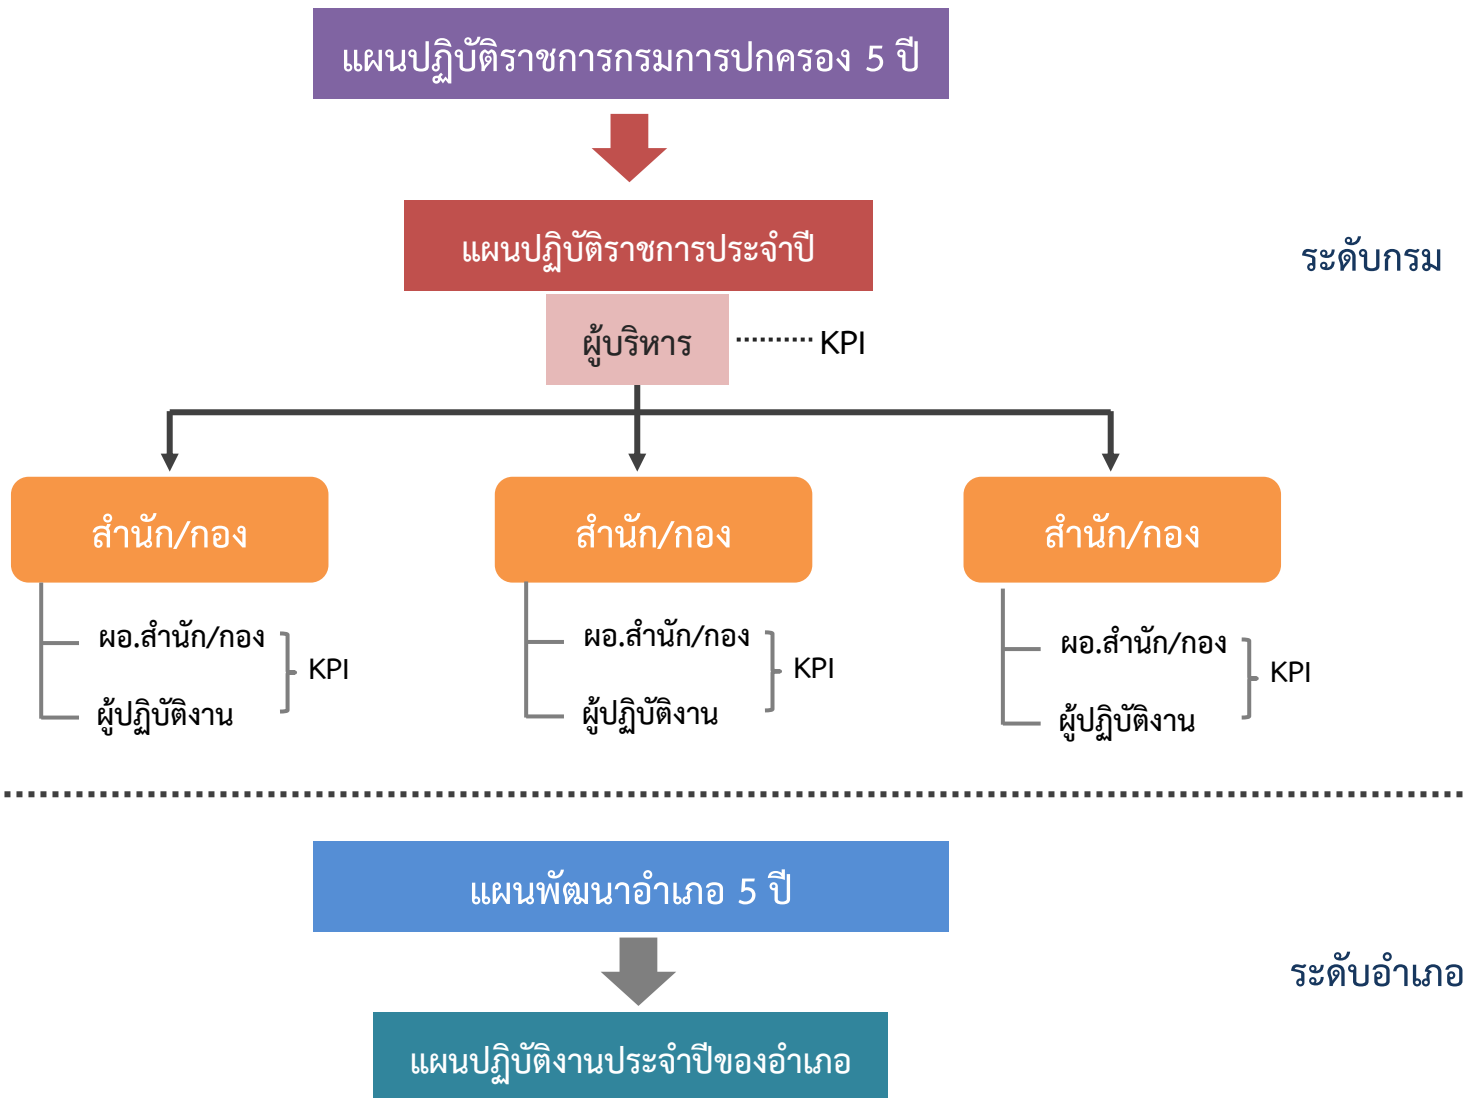 แผนปฏิบัติราชการกรมการปกครอง 5 ปี
แผนปฏิบัติราชการประจำปี
ระดับกรม
ผู้บริหาร
KPI
สำนัก/กอง
สำนัก/กอง
สำนัก/กอง
ผอ.สำนัก/กอง
ผู้ปฏิบัติงาน
KPI
ผอ.สำนัก/กอง
ผู้ปฏิบัติงาน
KPI
ผอ.สำนัก/กอง
ผู้ปฏิบัติงาน
KPI
แผนพัฒนาอำเภอ 5 ปี
ระดับอำเภอ
แผนปฏิบัติงานประจำปีของอำเภอ